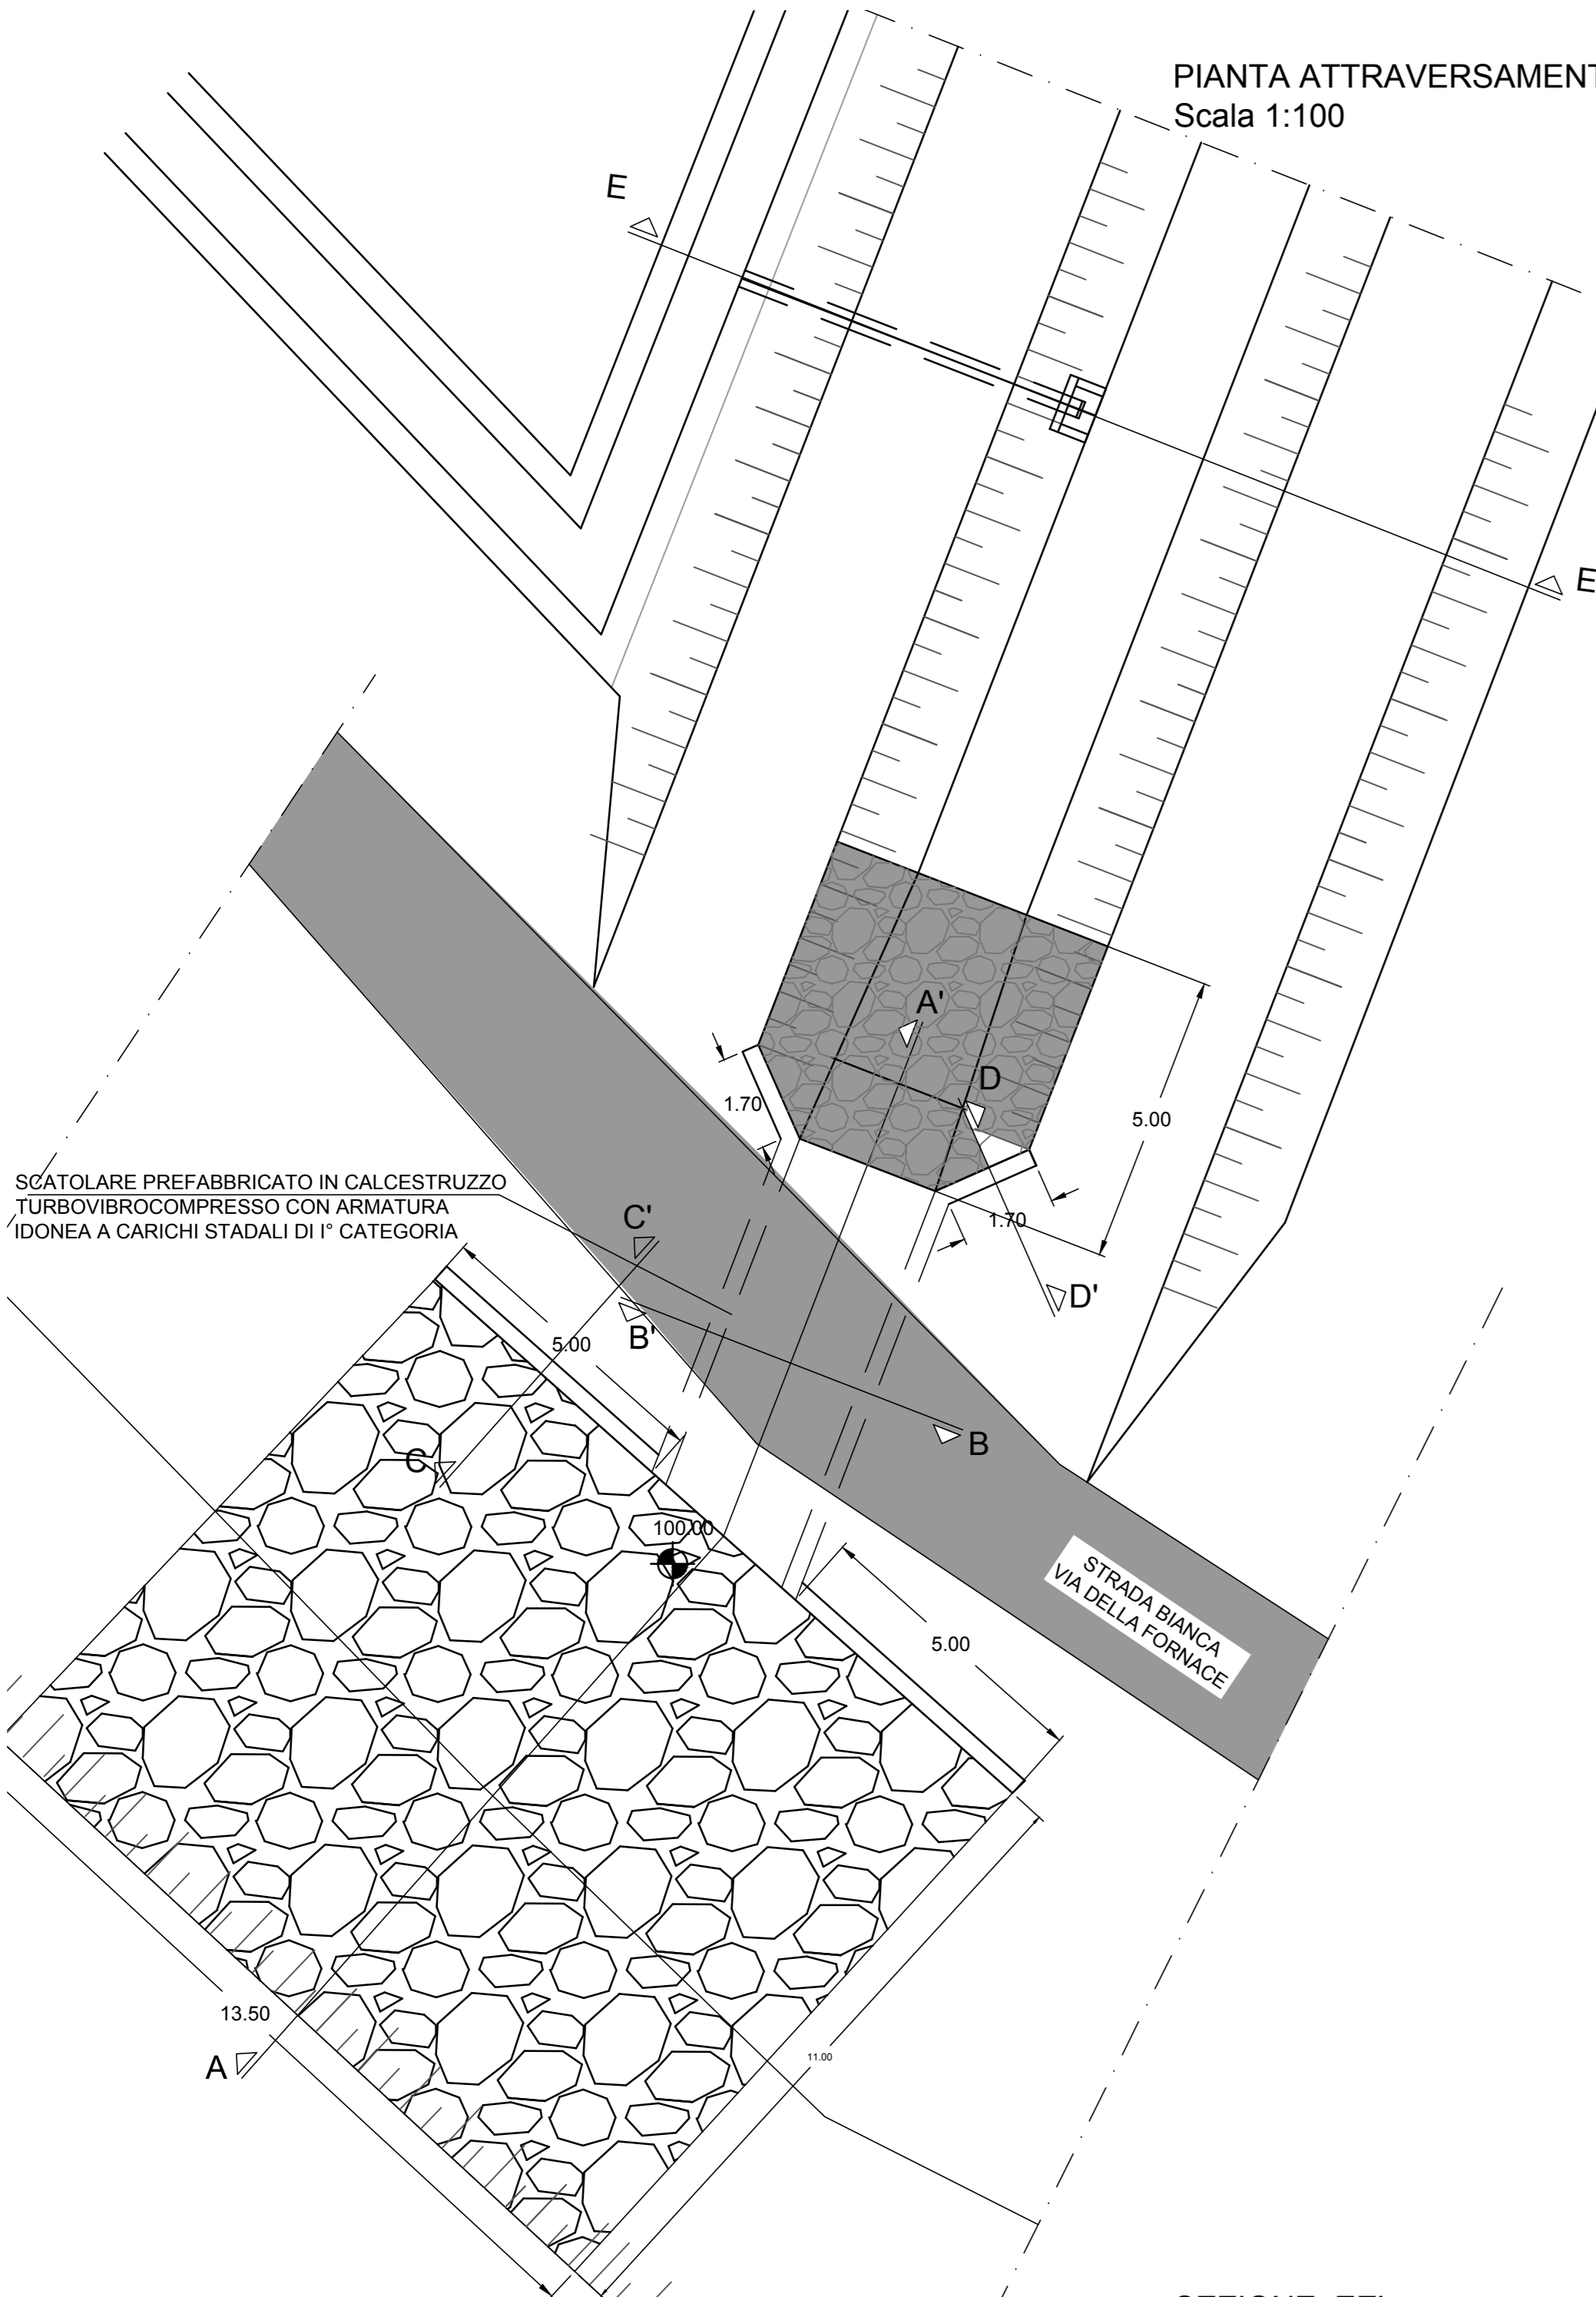 PIANTA ATTRAVERSAMENT
Scala 1:100
E
E
A'
D
1.70
5.00
SCATOLARE PREFABBRICATO IN CALCESTRUZZO
TURBOVIBROCOMPRESSO CON ARMATURA
IDONEA A CARICHI STADALI DI I° CATEGORIA
C'
1.70
D'
B'
5.00
B
C
100.00
STRADA BIANCA
VIA DELLA FORNACE
5.00
13.50
11.00
A